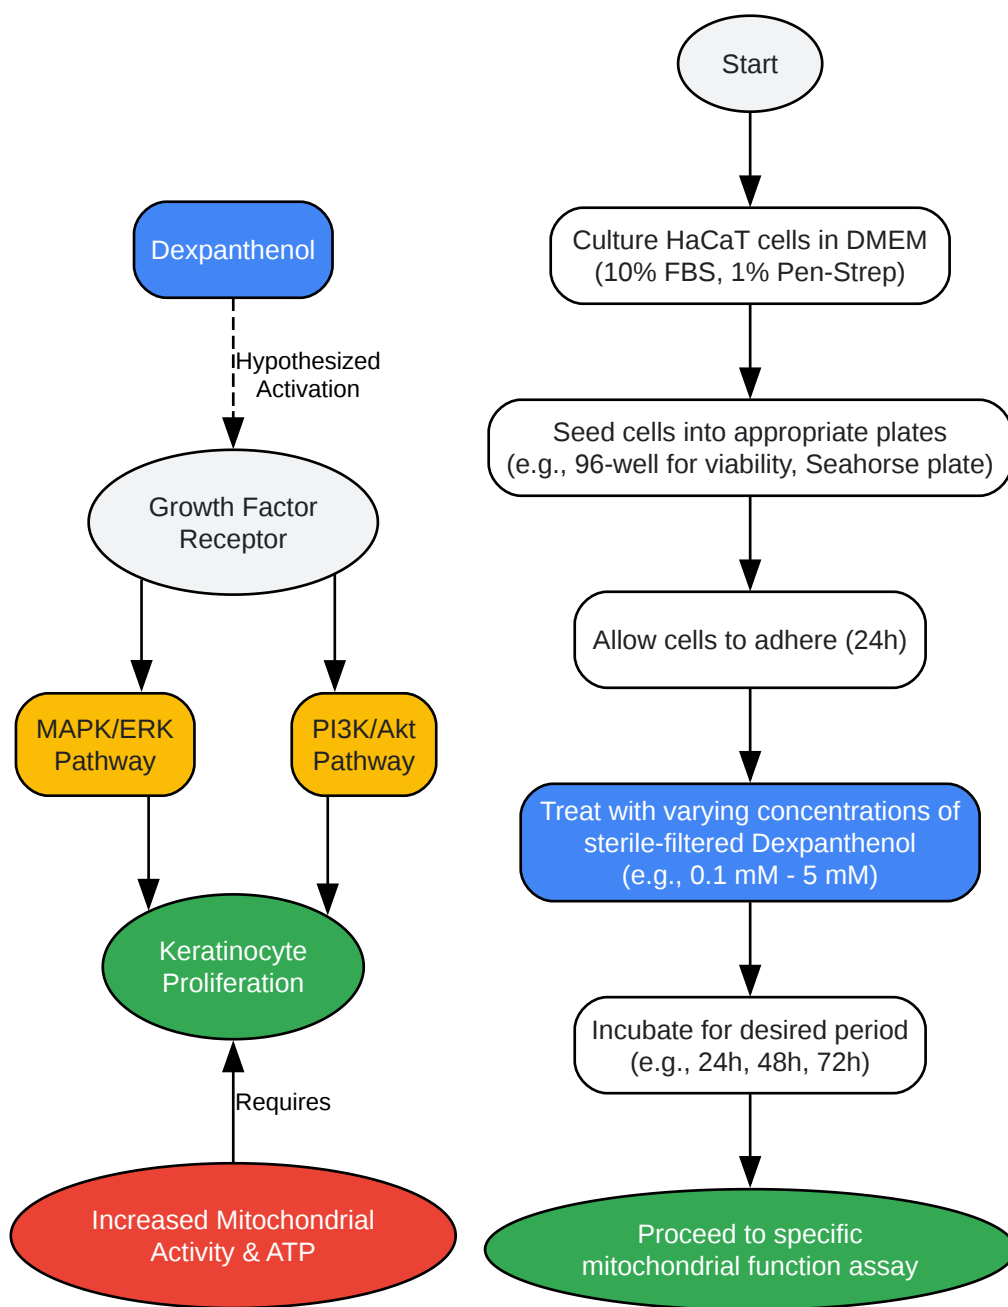 Dexpanthenol
Hypothesized
Activation
Growth Factor
Receptor
MAPK/ERK
Pathway
PI3K/Akt
Pathway
Keratinocyte
Proliferation
Requires
Increased Mitochondrial
Activity & ATP
Start
Culture HaCaT cells in DMEM
(10% FBS, 1% Pen-Strep)
Seed cells into appropriate plates
(e.g., 96-well for viability, Seahorse plate)
Allow cells to adhere (24h)
Treat with varying concentrations of
sterile-filtered Dexpanthenol
(e.g., 0.1 mM - 5 mM)
Incubate for desired period
(e.g., 24h, 48h, 72h)
Proceed to specific
mitochondrial function assay